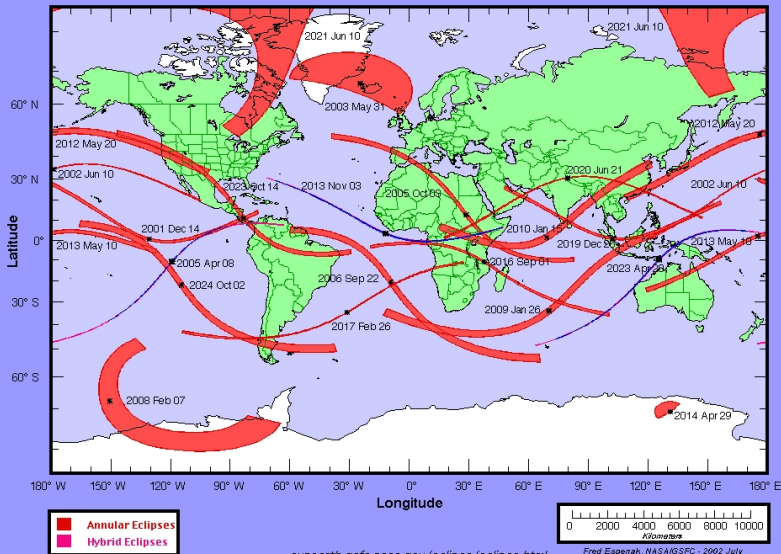 2021 Jun 10
2021 Jun 10
60° N
2003 May 31
2012 May 20
2012 May 20
2002 Jun 10
2020 Jun 21
30° N
2023 Oct 14
2013 Nov 03
2005 Oct 03
2002 Jun 10
2001 Dec 14
2010 Jan 15
Latitude
0°
2013 May 10
2019 Dec 26
2013 May 10
2005 Apr 08
2016 Sep 01
2023 Apr 20
2006 Sep 22
2024 Oct 02
30° S
2009 Jan 26
2017 Feb 26
60° S
2008 Feb 07
2014 Apr 29
180° W 150° W 120° W 90° W 60° W 30° W 0° 30° E 60° E 90° E 120° E 150° E 180° E
Longitude
Annular Eclipses
Hybrid Eclipses
0 2000 4000 6000 8000 10000
Kilometers
Fred Espenak, NASA/GSFC - 2002 July